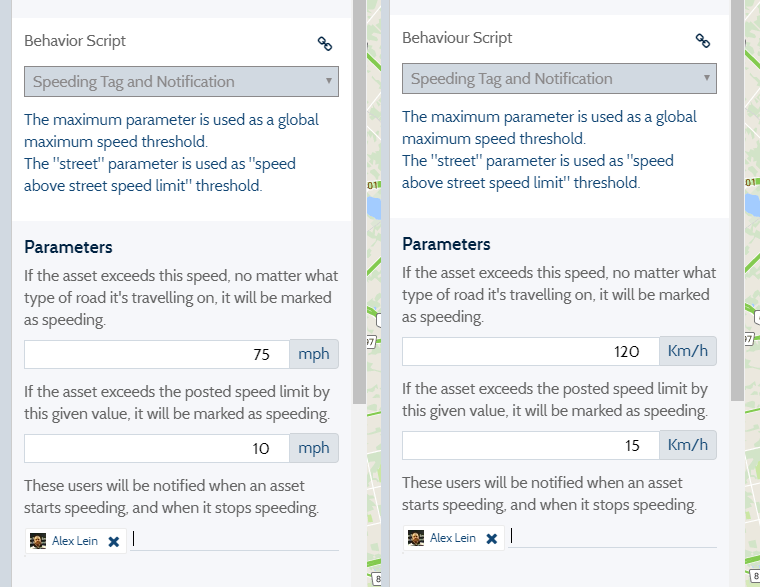 Behavior Script
Speeding Tag and Notification
The maximum parameter is used as a global
maximum speed threshold.
The "street" parameter is used as "speed
above street speed limit" threshold.
Parameters
If the asset exceeds this speed, no matter what
type of road it's travelling on, it will be marked
as speeding.
75 mph
If the asset exceeds the posted speed limit by
this given value, it will be marked as speeding.
10 mph
These users will be notified when an asset
starts speeding, and when it stops speeding.
Alex Lein
01
97
8
Behaviour Script
Speeding Tag and Notification
The maximum parameter is used as a global
maximum speed threshold.
The "street" parameter is used as "speed
above street speed limit" threshold.
Parameters
If the asset exceeds this speed, no matter what
type of road it's travelling on, it will be marked
as speeding.
120 Km/h
If the asset exceeds the posted speed limit by
this given value, it will be marked as speeding.
15 Km/h
These users will be notified when an asset
starts speeding, and when it stops speeding.
Alex Lein
01
97
8